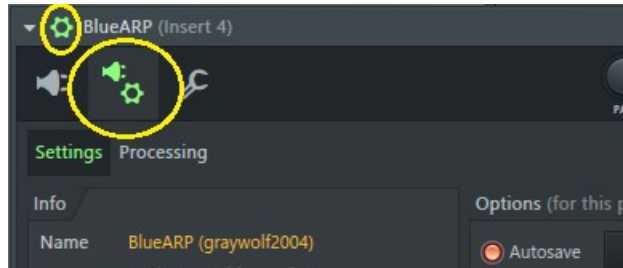 BlueARP (Insert 4)
Settings Processing
Info
Options (for this
Name BlueARP (graywolf2004)
Autosave